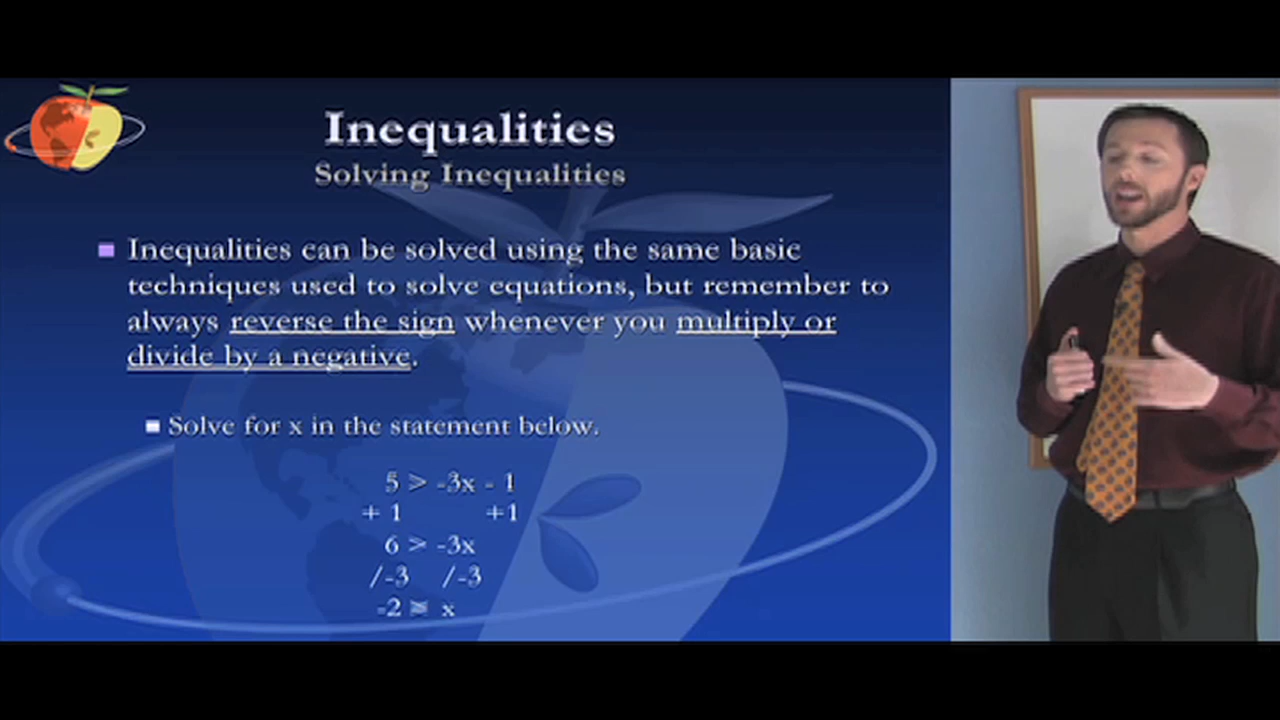 Inequalities
Solving Inequalities
Inequalities can be solved using the same basic
techniques used to solve equations, but remember to
always reverse the sign whenever you multiply or
divide by a negative.
Solve for x in the statement below.
5 > -3x - 1
+ 1 +1
6 > -3x
/-3 /-3
-2 x